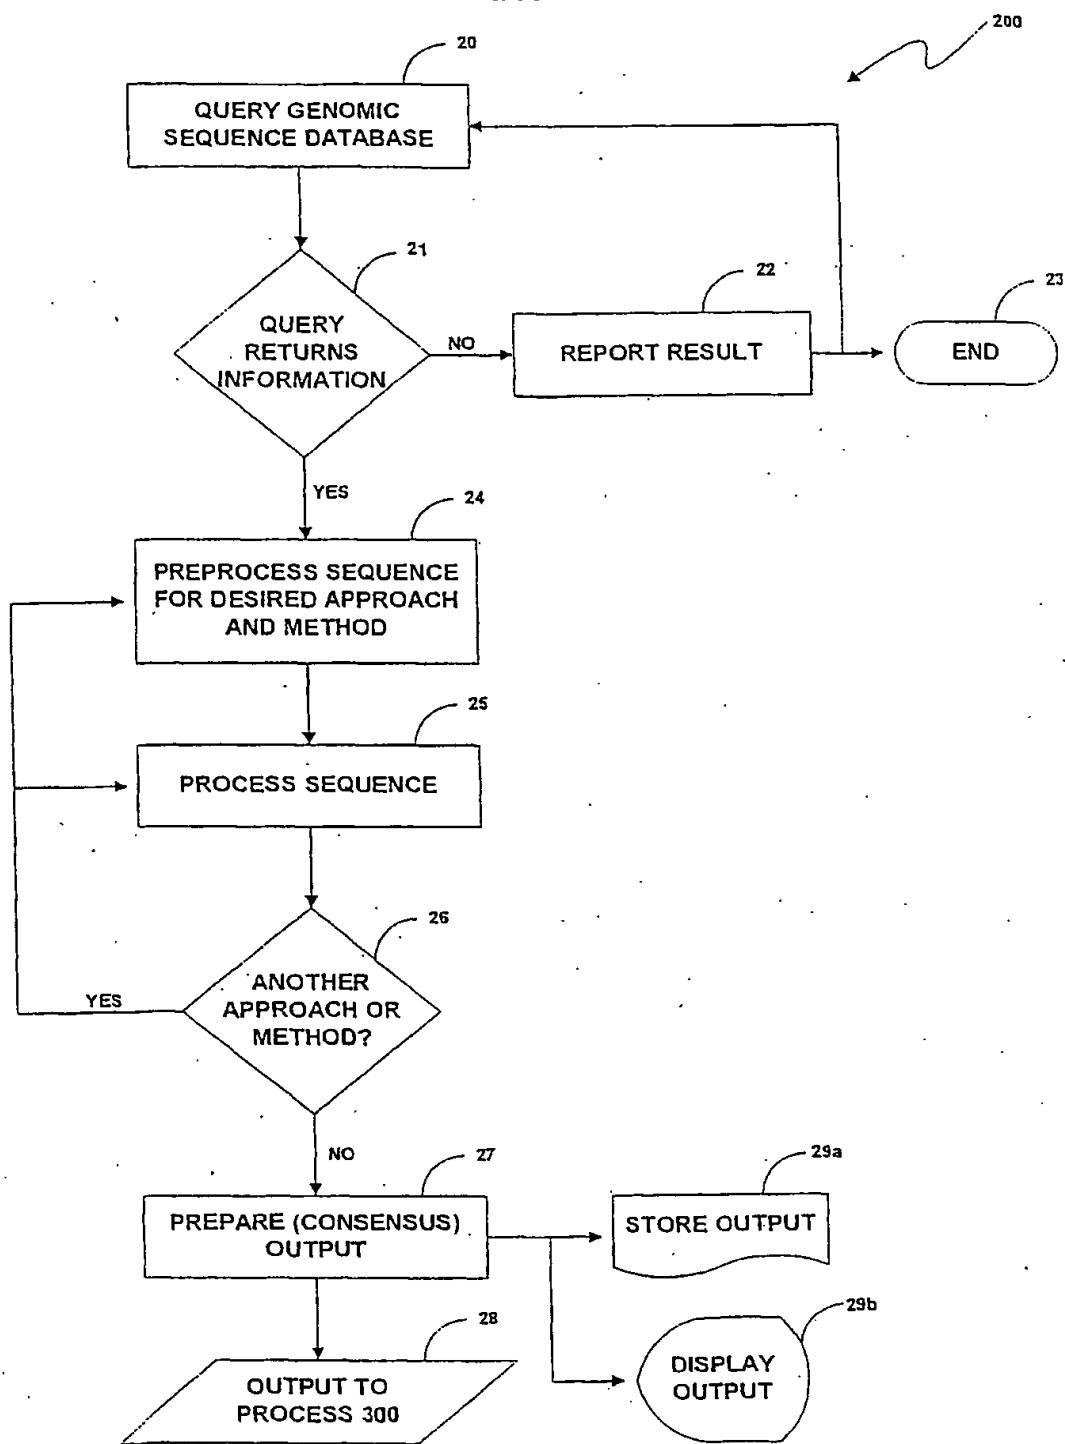 200
20
QUERY GENOMIC
SEQUENCE DATABASE
21
QUERY
RETURNS
INFORMATION
NO
22
REPORT RESULT
23
END
YES
24
PREPROCESS SEQUENCE
FOR DESIRED APPROACH
AND METHOD
25
PROCESS SEQUENCE
26
ANOTHER
APPROACH OR
METHOD?
YES
NO
27
PREPARE (CONSENSUS)
OUTPUT
29a
STORE OUTPUT
28
OUTPUT TO
PROCESS 300
29b
DISPLAY
OUTPUT